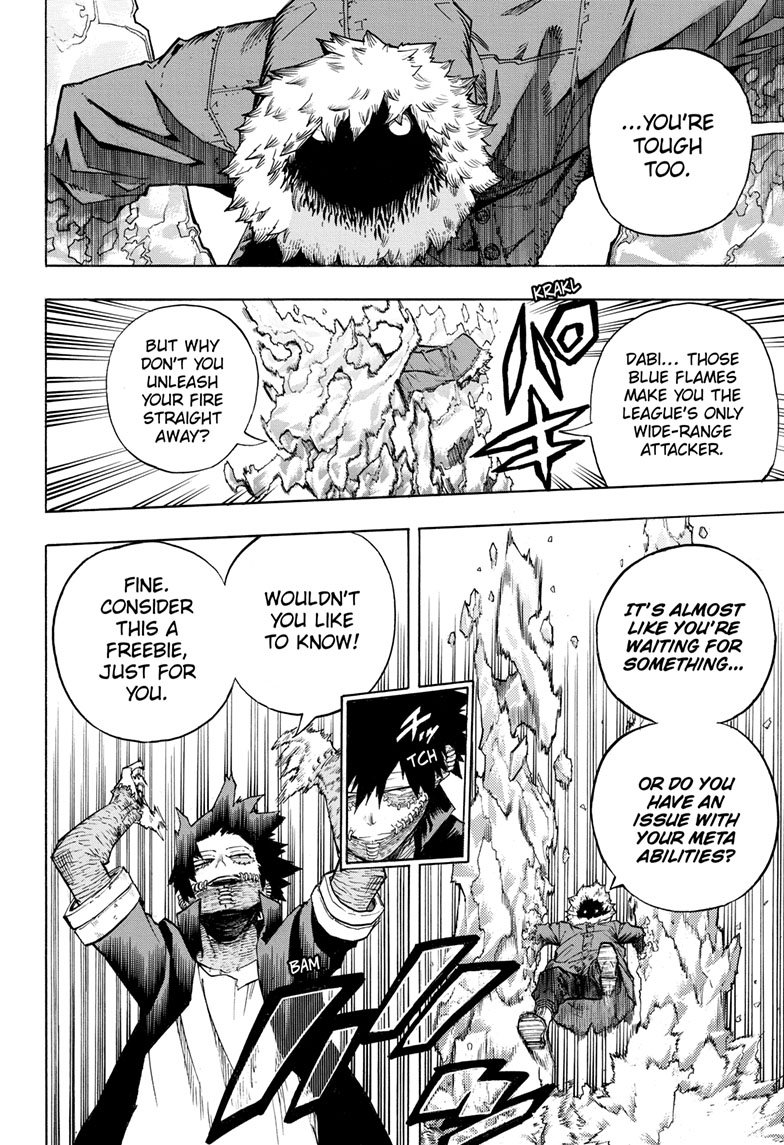 ...YOU'RE
TOUGH
TOO.
KRAKL
パキ
DABI... THOSE
BLUE FLAMES
MAKE YOU THE
LEAGUE'S ONLY
WIDE-RANGE
ATTACKER.
BUT WHY
DON'T YOU
UNLEASH
YOUR FIRE
STRAIGHT
AWAY?
IT'S ALMOST
LIKE YOU'RE
WAITING FOR
SOMETHING...
OR DO YOU
HAVE AN
ISSUE WITH
YOUR META
ABILITIES?
チッ
TCH
WOULDN'T
YOU LIKE
TO KNOW!
FINE.
CONSIDER
THIS A
FREEBIE,
JUST FOR
YOU.
BAM